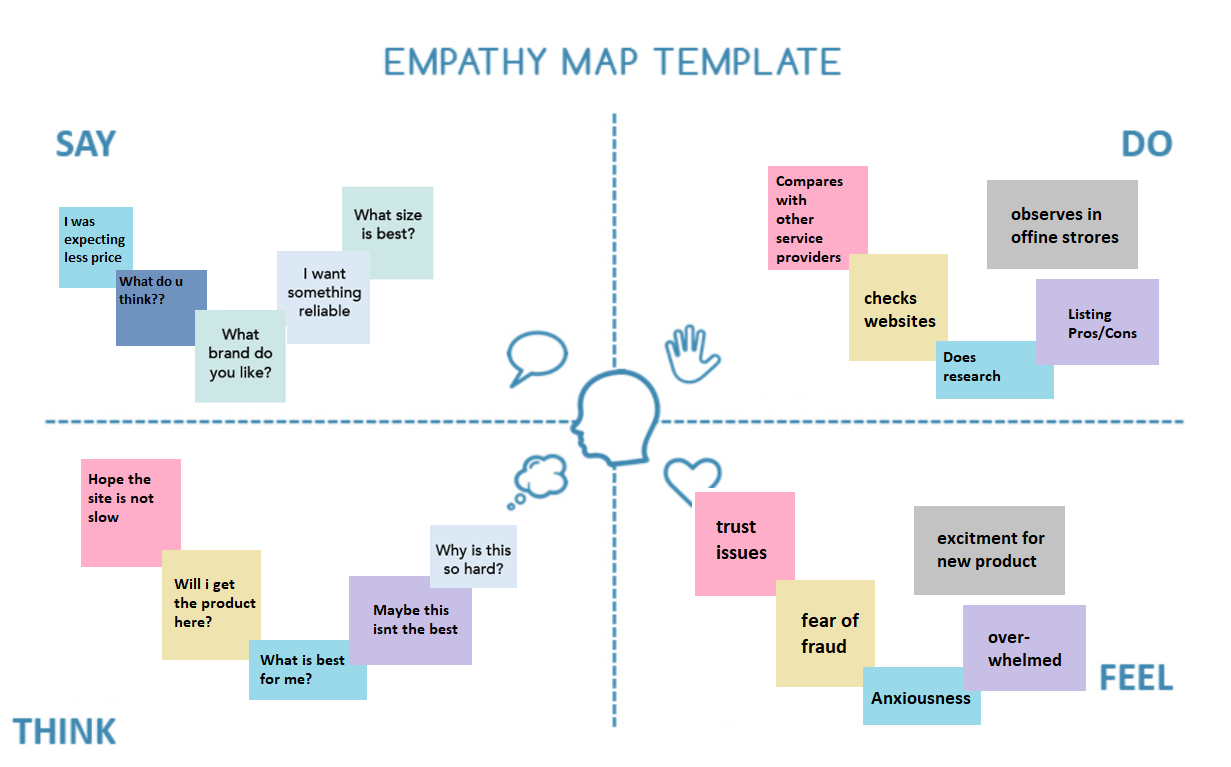 EMPATHY MAP TEMPLATE
SAY
I was
expecting
less price
What do u
think??
What
brand do
you like?
I want
something
reliable
What size
is best?
DO
Compares
with
other
service
providers
checks
websites
Does
research
Listing
Pros/Cons
observes in
offine strores
THINK
Hope the
site is not
slow
Will i get
the product
here?
What is best
for me?
Maybe this
isnt the best
Why is this
so hard?
FEEL
trust
issues
fear of
fraud
Anxiousness
over-
whelmed
excitment for
new product